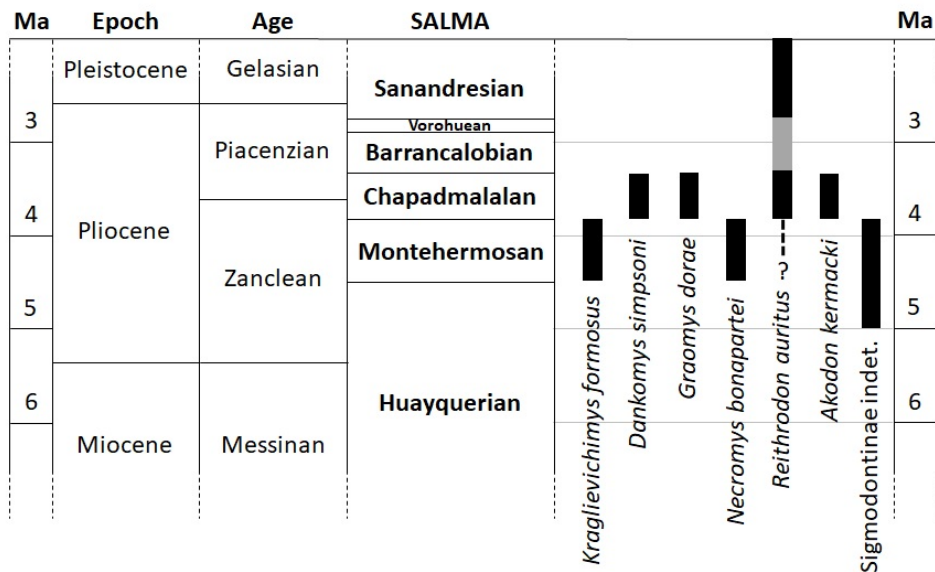 Ma Epoch Age SALMA Ma
Pleistocene Gelasian Sanandresian
3 Vorohuean 3
Piacenzian Barrancalobian
4 Pliocene Chapadmalalan 4
Zanclean Montehermosan
5 5
6 Huayquerian 6
Miocene Messinan
Kraglievichimys formosus
Dankomys simpsoni
Graomys dorae
Necromys bonapartei
Reithrodon auritus ?
Akodon kermacki
Sigmodontinae indet.